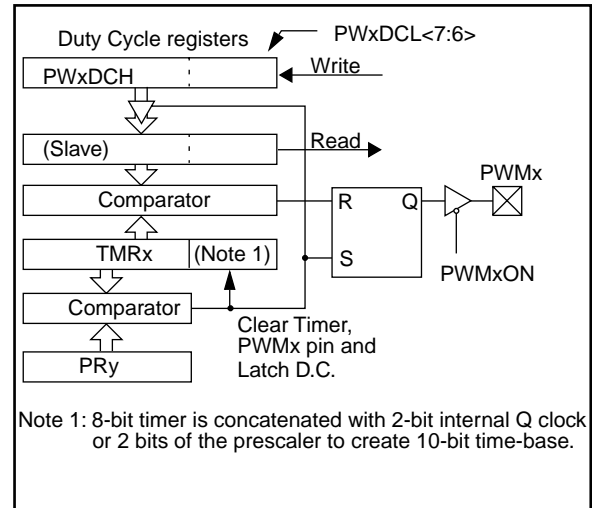 Duty Cycle registers
PWxDCL<7:6>
PWxDCH
Write
(Slave)
Read
PWMx
Comparator
R
Q
TMRx
(Note 1)
S
PWMxON
Comparator
Clear Timer,
PWMx pin and
Latch D.C.
PRy
Note 1: 8-bit timer is concatenated with 2-bit internal Q clock
or 2 bits of the prescaler to create 10-bit time-base.